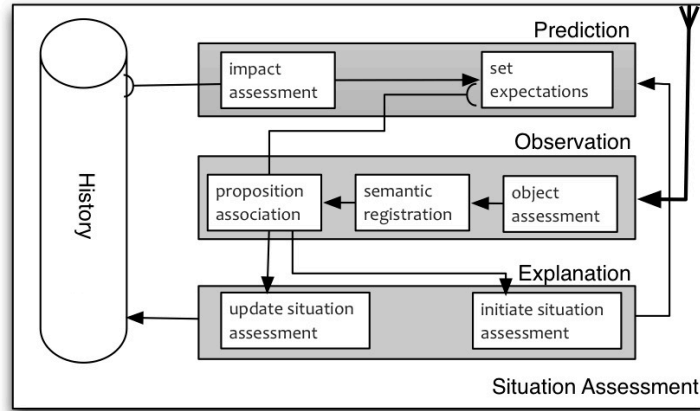 Prediction
impact
assessment
set
expectations
Observation
proposition
association
semantic
registration
object
assessment
History
Explanation
update situation
assessment
initiate situation
assessment
Situation Assessment